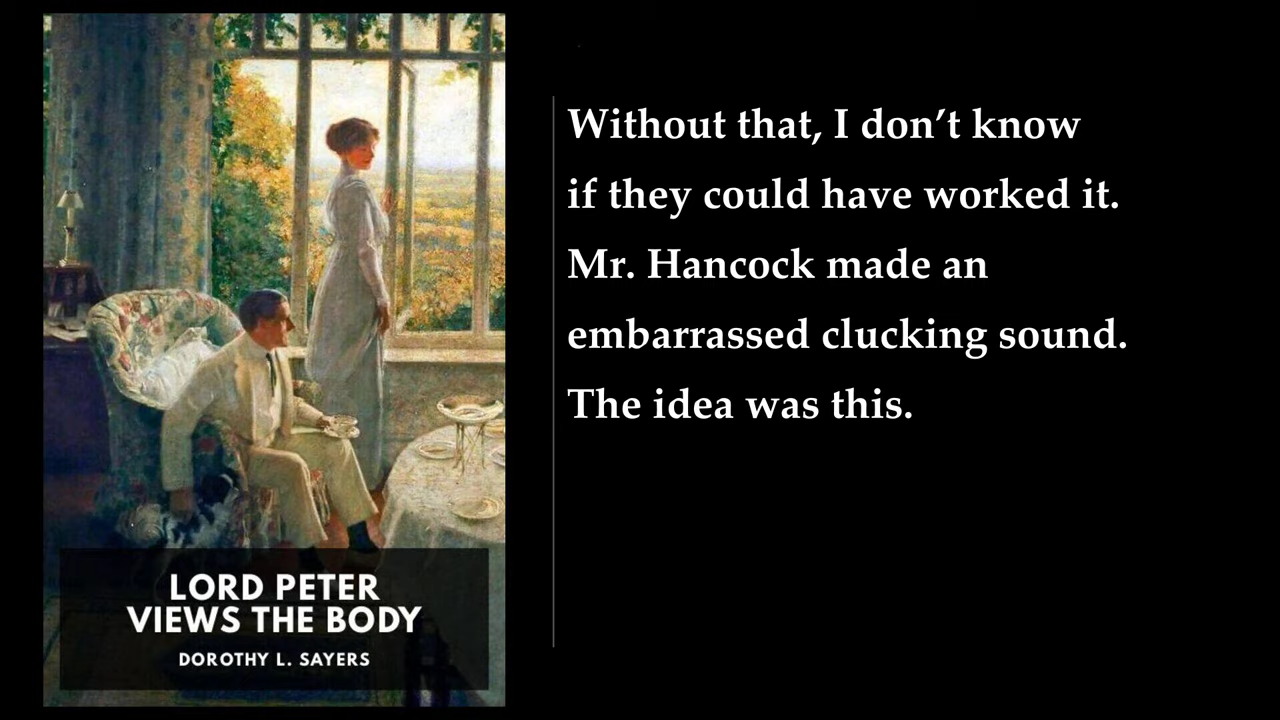 Without that, I don’t know
if they could have worked it.
Mr. Hancock made an
embarrassed clucking sound.
The idea was this.
LORD PETER
VIEWS THE BODY
DOROTHY L. SAYERS